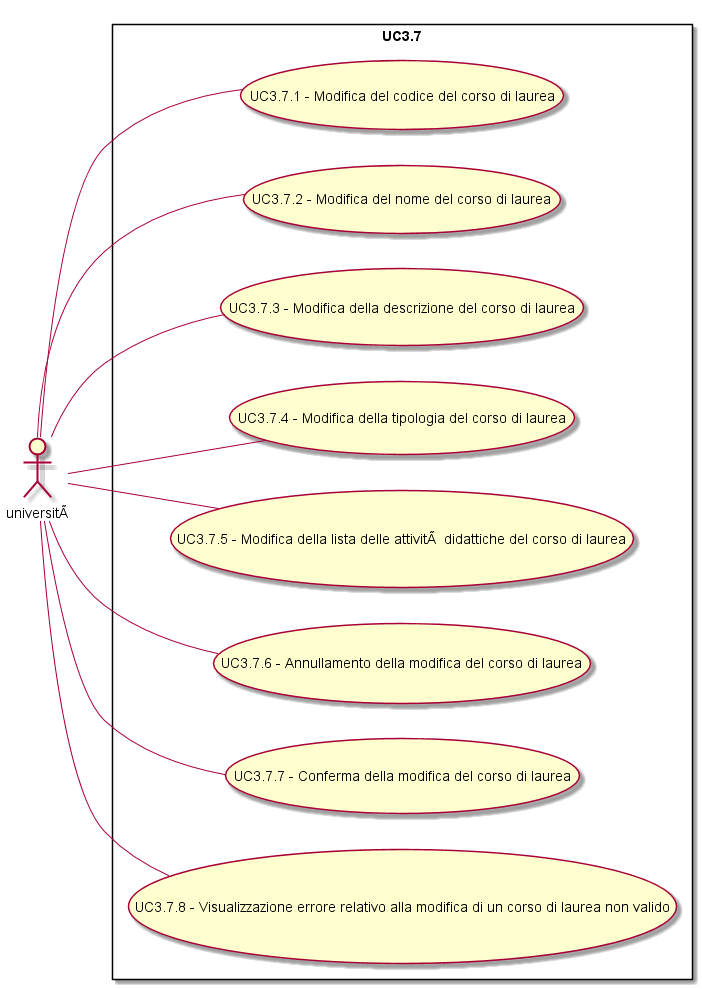 UC3.7
UC3.7.1 - Modifica del codice del corso di laurea
UC3.7.2 - Modifica del nome del corso di laurea
UC3.7.3 - Modifica della descrizione del corso di laurea
UC3.7.4 - Modifica della tipologia del corso di laurea
universitÃ
UC3.7.5 - Modifica della lista delle attivitÃ  didattiche del corso di laurea
UC3.7.6 - Annullamento della modifica del corso di laurea
UC3.7.7 - Conferma della modifica del corso di laurea
UC3.7.8 - Visualizzazione errore relativo alla modifica di un corso di laurea non valido